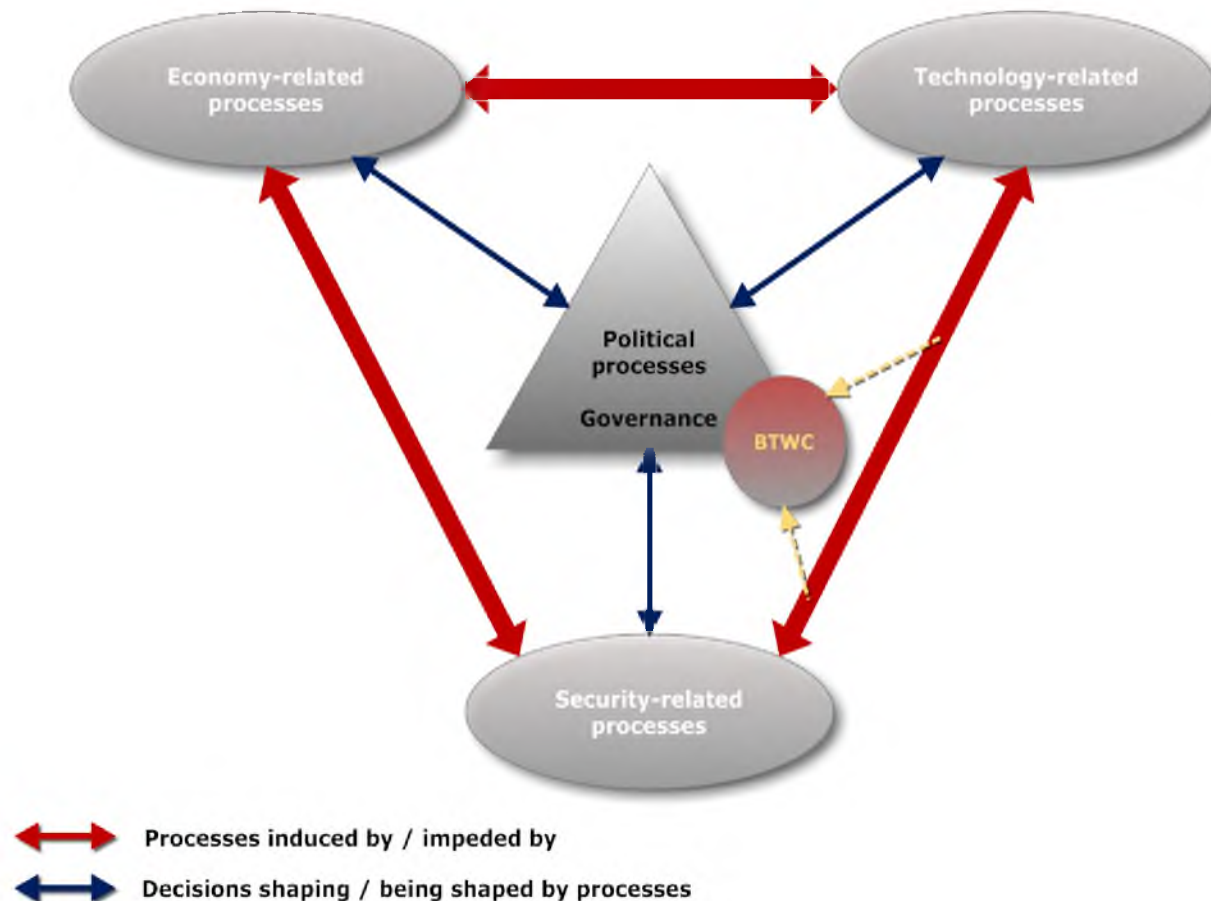 Economy-related
processes
Technology-related
processes
Political
processes
Governance
BTWC
Security-related
processes
Processes induced by / impeded by
Decisions shaping / being shaped by processes